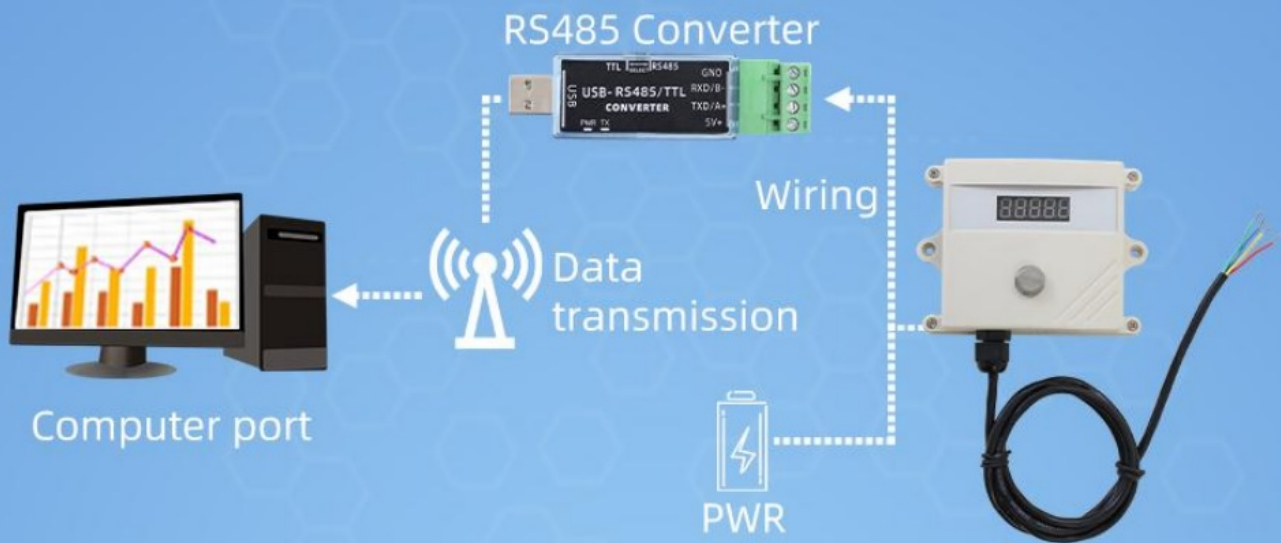 RS485 Converter
TTL RS485
SELECT
GND
USB
USB-RS485/TTL
RXD/B-
CONVERTER
TXD/A+
PWR TX
5V+
Wiring
Data
transmission
Computer port
PWR